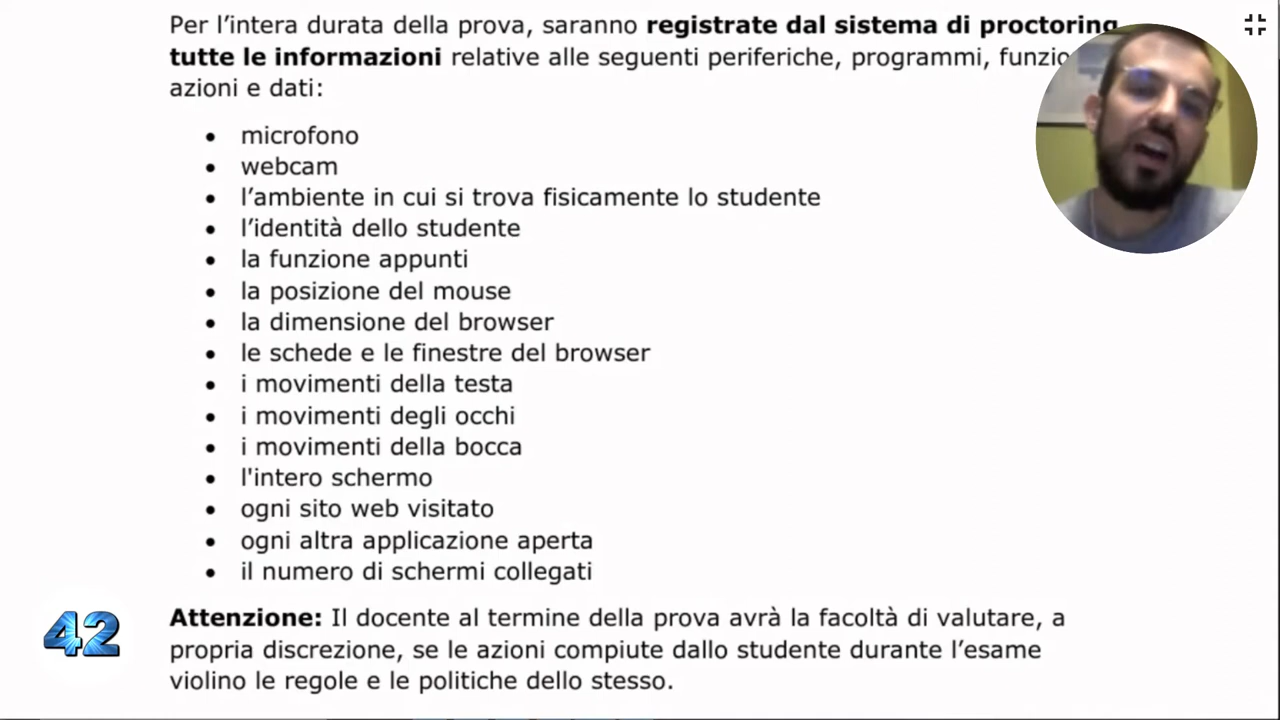 Per l’intera durata della prova, saranno registrate dal sistema di proctoring
tutte le informazioni relative alle seguenti periferiche, programmi,
azioni e dati:
• microfono
• webcam
• l’ambiente in cui si trova fisicamente lo studente
• l’identità dello studente
• la funzione appunti
• la posizione del mouse
• la dimensione del browser
• le schede e le finestre del browser
• i movimenti della testa
• i movimenti degli occhi
• i movimenti della bocca
• l'intero schermo
• ogni sito web visitato
• ogni altra applicazione aperta
• il numero di schermi collegati
42
Attenzione: Il docente al termine della prova avrà la facoltà di valutare, a
propria discrezione, se le azioni compiute dallo studente durante l’esame
violino le regole e le politiche dello stesso.